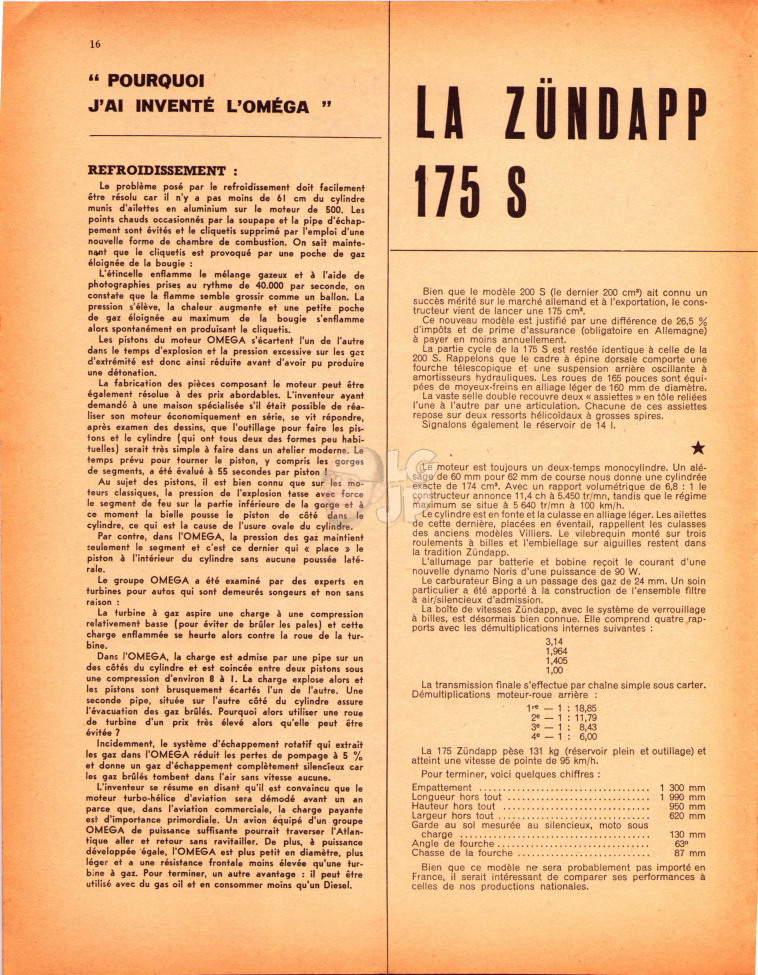 16
“ POURQUOI
J'AI INVENTÉ L'OMÉGA ”
REFROIDISSEMENT :
Le problème posé par le refroidissement doit facilement
être résolu car il n'y a pas moins de 61 cm du cylindre
munis d'ailettes en aluminium sur le moteur de 500. Les
points chauds occasionnés par la soupape et la pipe d'échap-
pement sont évités et le cliquetis supprimé par l'emploi d'une
nouvelle forme de chambre de combustion. On sait mainte-
nant que le cliquetis est provoqué par une poche de gaz
éloignée de la bougie :
L'étincelle enflamme le mélange gazeux et à l'aide de
photographies prises au rythme de 40.000 par seconde, on
constate que la flamme semble grossir comme un ballon. La
pression s'élève, la chaleur augmente et une petite poche
de gaz éloignée au maximum de la bougie s'enflamme
alors spontanément en produisant le cliquetis.
Les pistons du moteur OMEGA s'écartent l'un de l'autre
dans le temps d'explosion et la pression excessive sur les gaz
d'extrémité est donc ainsi réduite avant d'avoir pu produire
une détonation.
La fabrication des pièces composant le moteur peut être
également résolue à des prix abordables. L'inventeur ayant
demandé à une maison spécialisée s'il était possible de réa-
liser son moteur économiquement en série, se vit répondre,
après examen des dessins, que l'outillage pour faire les pis-
tons et le cylindre (qui ont tous deux des formes peu habi-
tuelles) serait très simple à faire dans un atelier moderne. Le
temps prévu pour tourner le piston, y compris les gorges
de segments, a été évalué à 55 secondes par piston !
Au sujet des pistons, il est bien connu que sur les mo-
teurs classiques, la pression de l'explosion tasse avec force
le segment de feu sur la partie inférieure de la gorge et à
ce moment la bielle pousse le piston de côté dans le
cylindre, ce qui est la cause de l'usure ovale du cylindre.
Par contre, dans l'OMEGA, la pression des gaz maintient
seulement le segment et c'est ce dernier qui « place » le
piston à l'intérieur du cylindre sans aucune poussée laté-
rale.
Le groupe OMEGA a été examiné par des experts en
turbines pour autos qui sont demeurés songeurs et non sans
raison :
La turbine à gaz aspire une charge à une compression
relativement basse (pour éviter de brûler les pales) et cette
charge enflammée se heurte alors contre la roue de la tur-
bine.
Dans l'OMEGA, la charge est admise par une pipe sur un
des côtés du cylindre et est coincée entre deux pistons sous
une compression d'environ 8 à 1. La charge explose alors et
les pistons sont brusquement écartés l'un de l'autre. Une
seconde pipe, située sur l'autre côté du cylindre assure
l'évacuation des gaz brûlés. Pourquoi alors utiliser une roue
de turbine d'un prix très élevé alors qu'elle peut être
évitée ?
Incidemment, le système d'échappement rotatif qui extrait
les gaz dans l'OMEGA réduit les pertes de pompage à 5 %
et donne un gaz d'échappement complètement silencieux car
les gaz brûlés tombent dans l'air sans vitesse aucune.
L'inventeur se résume en disant qu'il est convaincu que le
moteur turbo-hélice d'aviation sera démodé avant un an
parce que, dans l'aviation commerciale, la charge payante
est d'importance primordiale. Un avion équipé d'un groupe
OMEGA de puissance suffisante pourrait traverser l'Atlan-
tique aller et retour sans ravitailler. De plus, à puissance
développée égale, l'OMEGA est plus petit en diamètre, plus
léger et a une résistance frontale moins élevée qu'une tur-
bine à gaz. Pour terminer, un autre avantage : il peut être
utilisé avec du gas oil et en consommer moins qu'un Diesel.
LA ZÜNDAPP
175 S
Bien que le modèle 200 S (le dernier 200 cm³) ait connu un
succès mérité sur le marché allemand et à l'exportation, le cons-
tructeur vient de lancer une 175 cm³.
Ce nouveau modèle est justifié par une différence de 26,5 %
d'impôts et de prime d'assurance (obligatoire en Allemagne)
à payer en moins annuellement.
La partie cycle de la 175 S est restée identique à celle de la
200 S. Rappelons que le cadre à épine dorsale comporte une
fourche télescopique et une suspension arrière oscillante à
amortisseurs hydrauliques. Les roues de 165 pouces sont équi-
pées de moyeux-freins en alliage léger de 160 mm de diamètre.
La vaste selle double recouvre deux « assiettes » en tôle reliées
l'une à l'autre par une articulation. Chacune de ces assiettes
repose sur deux ressorts hélicoïdaux à grosses spires.
Signalons également le réservoir de 14 l.
★
Le moteur est toujours un deux-temps monocylindre. Un alé-
sage de 60 mm pour 62 mm de course nous donne une cylindrée
exacte de 174 cm³. Avec un rapport volumétrique de 6,8 : 1 le
constructeur annonce 11,4 ch à 5.450 tr/mn, tandis que le régime
maximum se situe à 5 640 tr/mn à 100 km/h.
Le cylindre est en fonte et la culasse en alliage léger. Les ailettes
de cette dernière, placées en éventail, rappellent les culasses
des anciens modèles Villiers. Le vilebrequin monté sur trois
roulements à billes et l'embiellage sur aiguilles restent dans
la tradition Zündapp.
L'allumage par batterie et bobine reçoit le courant d'une
nouvelle dynamo Noris d'une puissance de 90 W.
Le carburateur Bing a un passage des gaz de 24 mm. Un soin
particulier a été apporté à la construction de l'ensemble filtre
à air/silencieux d'admission.
La boîte de vitesses Zündapp, avec le système de verrouillage
à billes, est désormais bien connue. Elle comprend quatre rap-
ports avec les démultiplications internes suivantes :
3,14
1,964
1,405
1,00
La transmission finale s'effectue par chaîne simple sous carter.
Démultiplications moteur-roue arrière :
1re — 1 : 18,85
2e — 1 : 11,79
3e — 1 : 8,43
4e — 1 : 6,00
La 175 Zündapp pèse 131 kg (réservoir plein et outillage) et
atteint une vitesse de pointe de 95 km/h.
Pour terminer, voici quelques chiffres :
Empattement ................................ 1 300 mm
Longueur hors tout .......................... 1 990 mm
Hauteur hors tout ........................... 950 mm
Largeur hors tout ........................... 620 mm
Garde au sol mesurée au silencieux, moto sous
charge .................................... 130 mm
Angle de fourche ............................ 63°
Chasse de la fourche ........................ 87 mm
Bien que ce modèle ne sera probablement pas importé en
France, il serait intéressant de comparer ses performances à
celles de nos productions nationales.